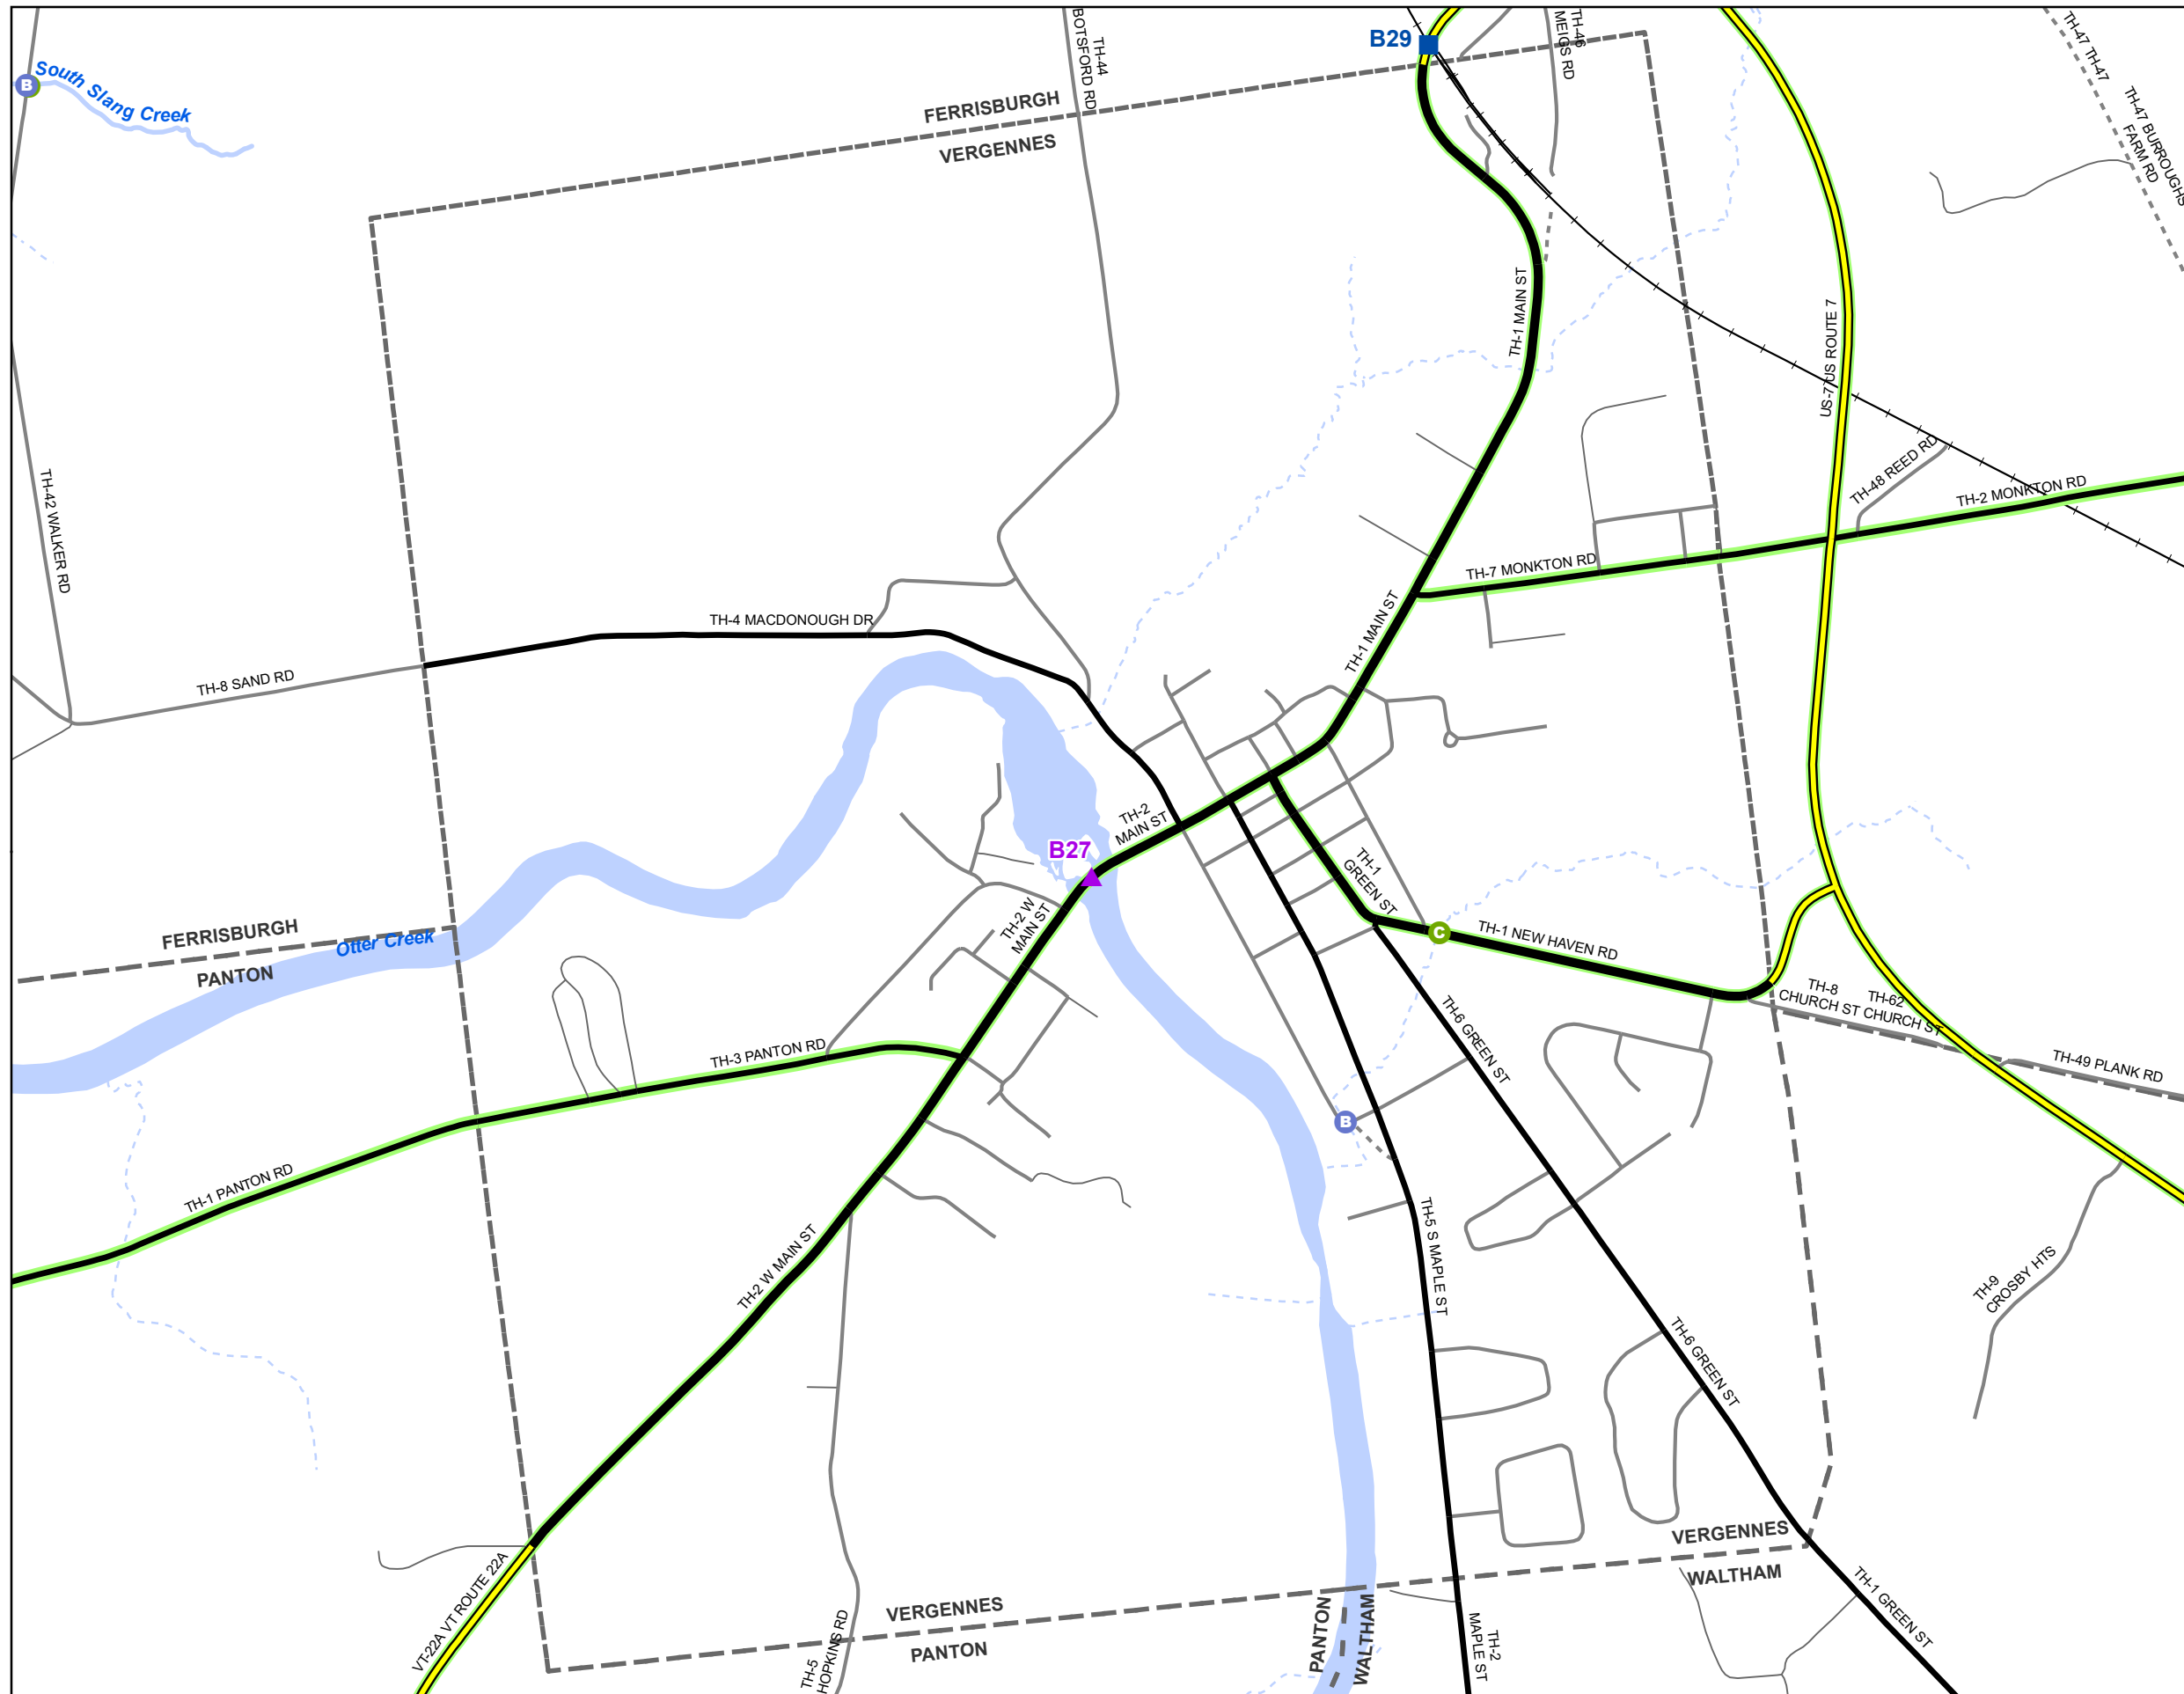 B29
TH-46
MEIGS RD
TH-44
BOTSFORD RD
TH-47 TH-47
B
South Slang Creek
FERRISBURGH
VERGENNES
TH-47 BURROUGHS
FARM RD
TH-1 MAIN ST
US-7 US ROUTE 7
TH-42 WALKER RD
TH-48 REED RD
TH-2 MONKTON RD
TH-7 MONKTON RD
TH-4 MACDONOUGH DR
TH-1 MAIN ST
TH-8 SAND RD
TH-2
MAIN ST
B27
TH-1
GREEN ST
TH-2 W
MAIN ST
FERRISBURGH
Otter Creek
PANTON
C
TH-1 NEW HAVEN RD
TH-8
CHURCH ST
TH-62
CHURCH ST
TH-49 PLANK RD
TH-3 PANTON RD
TH-6 GREEN ST
B
TH-1 PANTON RD
TH-2 W MAIN ST
TH-5 S MAPLE ST
TH-9
CROSBY HTS
TH-6 GREEN ST
VT-22A VT ROUTE 22A
VERGENNES
WALTHAM
VERGENNES
PANTON
TH-5
HOPKINS RD
PANTON
WALTHAM
TH-2
MAPLE ST
TH-1 GREEN ST